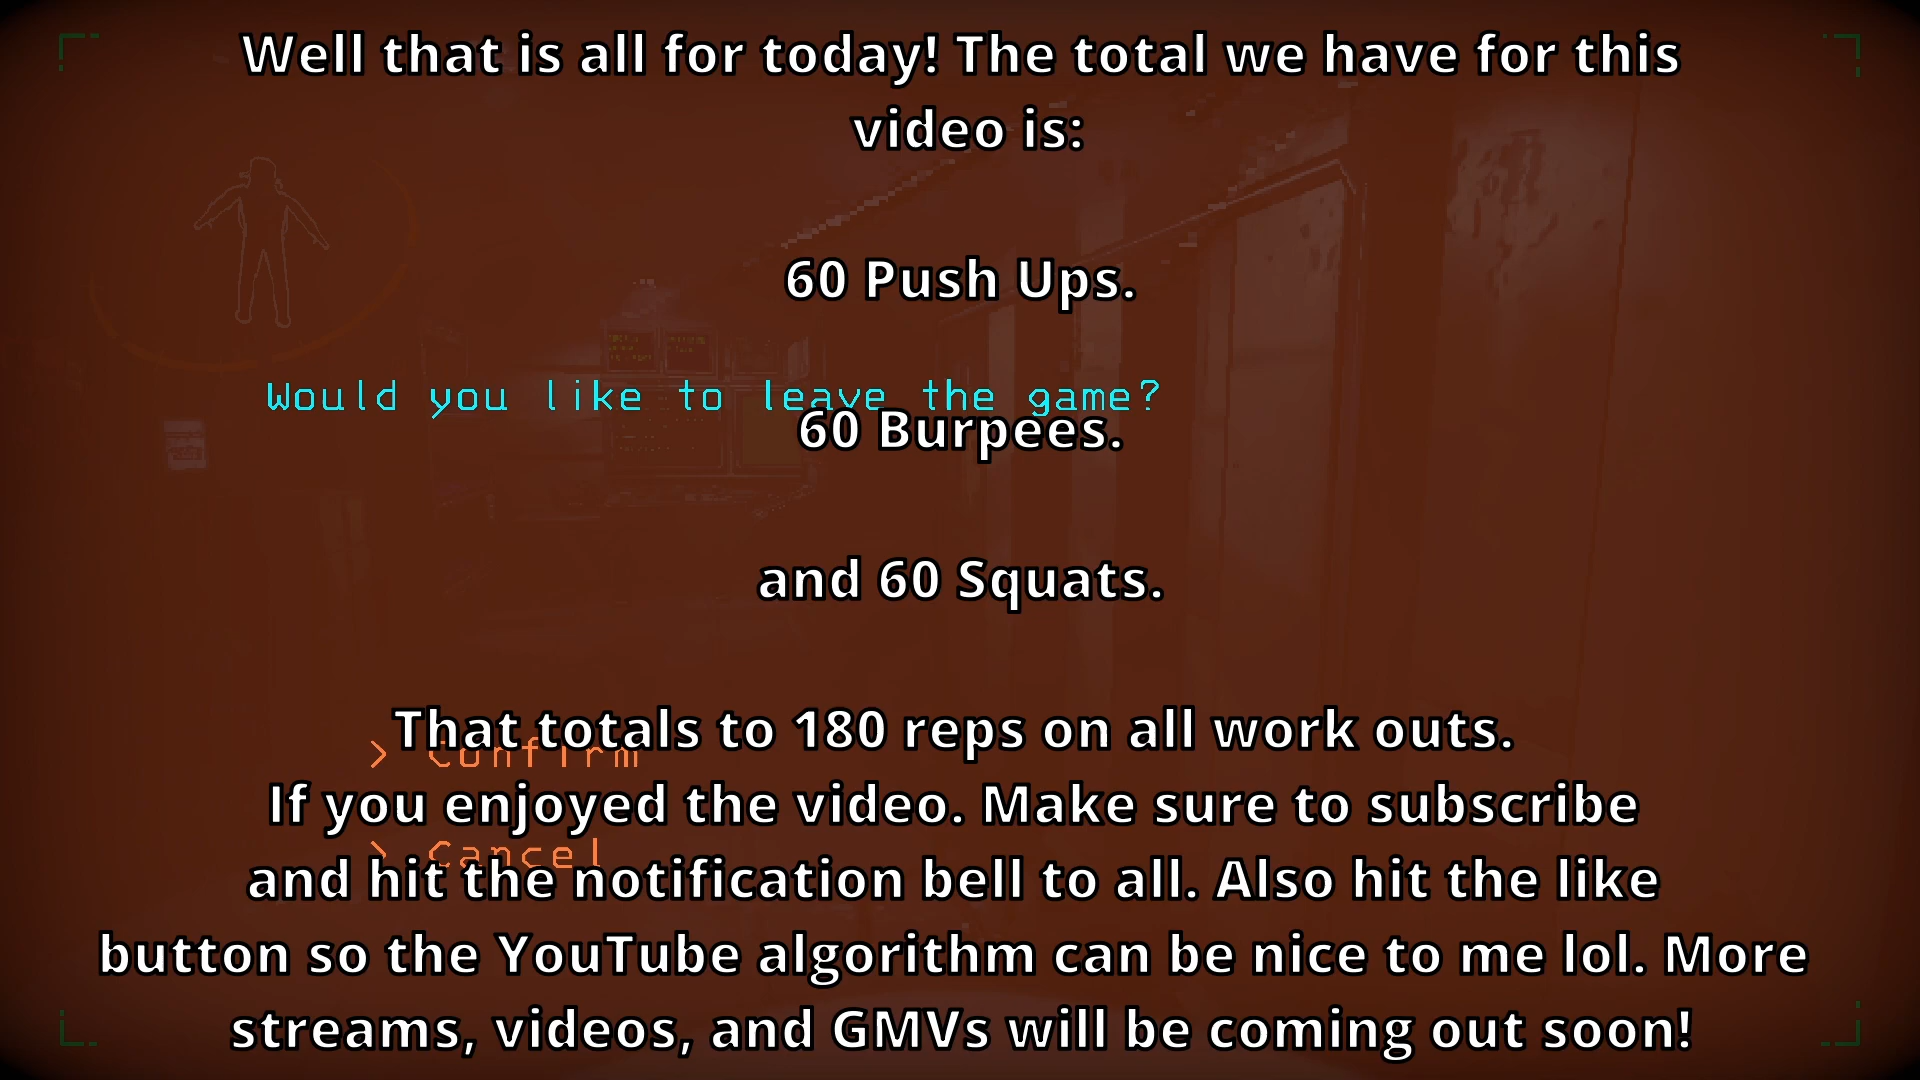 Well that is all for today! The total we have for this
video is:
60 Push Ups.
Would you like to leave the game?
60 Burpees.
and 60 Squats.
That totals to 180 reps on all work outs.
> Confirm
If you enjoyed the video. Make sure to subscribe
> Cancel
and hit the notification bell to all. Also hit the like
button so the YouTube algorithm can be nice to me lol. More
streams, videos, and GMVs will be coming out soon!